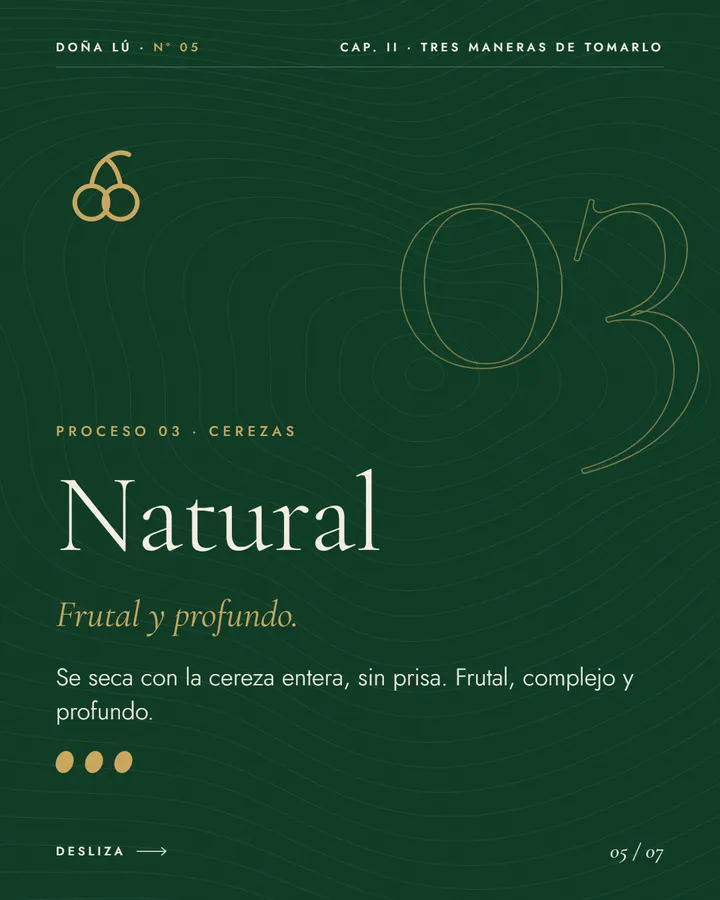 DOÑA LÚ · N° 05
CAP. II · TRES MANERAS DE TOMARLO
03
PROCESO 03 · CEREZAS
Natural
Frutal y profundo.
Se seca con la cereza entera, sin prisa. Frutal, complejo y
profundo.
DESLIZA →
05 / 07